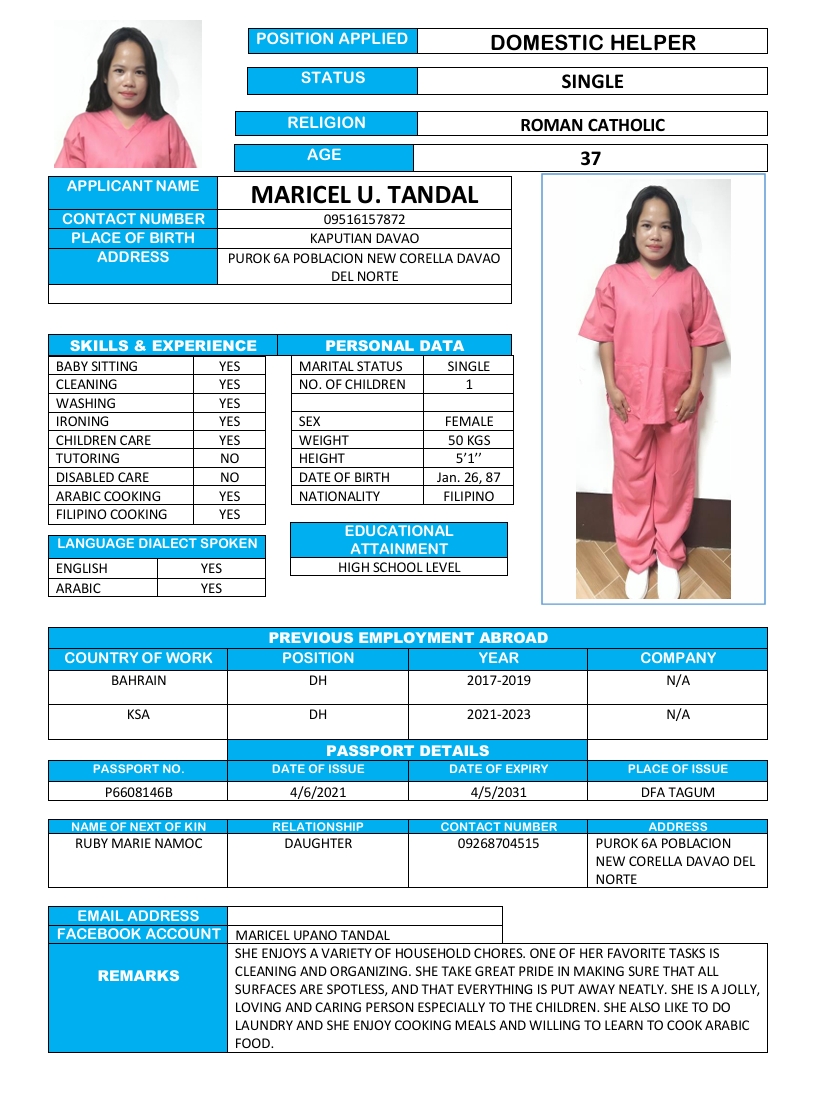 POSITION APPLIED DOMESTIC HELPER
STATUS SINGLE
RELIGION ROMAN CATHOLIC
AGE 37
APPLICANT NAME MARICEL U. TANDAL
CONTACT NUMBER 09516157872
PLACE OF BIRTH KAPUTIAN DAVAO
ADDRESS PUROK 6A POBLACION NEW CORELLA DAVAO
DEL NORTE
SKILLS & EXPERIENCE PERSONAL DATA
BABY SITTING YES MARITAL STATUS SINGLE
CLEANING YES NO. OF CHILDREN 1
WASHING YES
IRONING YES SEX FEMALE
CHILDREN CARE YES WEIGHT 50 KGS
TUTORING NO HEIGHT 5’1’’
DISABLED CARE NO DATE OF BIRTH Jan. 26, 87
ARABIC COOKING YES NATIONALITY FILIPINO
FILIPINO COOKING YES
EDUCATIONAL
ATTAINMENT
HIGH SCHOOL LEVEL
LANGUAGE DIALECT SPOKEN
ENGLISH YES
ARABIC YES
PREVIOUS EMPLOYMENT ABROAD
COUNTRY OF WORK POSITION YEAR COMPANY
BAHRAIN DH 2017-2019 N/A
KSA DH 2021-2023 N/A
PASSPORT DETAILS
PASSPORT NO. DATE OF ISSUE DATE OF EXPIRY PLACE OF ISSUE
P6608146B 4/6/2021 4/5/2031 DFA TAGUM
NAME OF NEXT OF KIN RELATIONSHIP CONTACT NUMBER ADDRESS
RUBY MARIE NAMOC DAUGHTER 09268704515 PUROK 6A POBLACION
NEW CORELLA DAVAO DEL
NORTE
EMAIL ADDRESS
FACEBOOK ACCOUNT MARICEL UPANO TANDAL
REMARKS
SHE ENJOYS A VARIETY OF HOUSEHOLD CHORES. ONE OF HER FAVORITE TASKS IS
CLEANING AND ORGANIZING. SHE TAKE GREAT PRIDE IN MAKING SURE THAT ALL
SURFACES ARE SPOTLESS, AND THAT EVERYTHING IS PUT AWAY NEATLY. SHE IS A JOLLY,
LOVING AND CARING PERSON ESPECIALLY TO THE CHILDREN. SHE ALSO LIKE TO DO
LAUNDRY AND SHE ENJOY COOKING MEALS AND WILLING TO LEARN TO COOK ARABIC
FOOD.